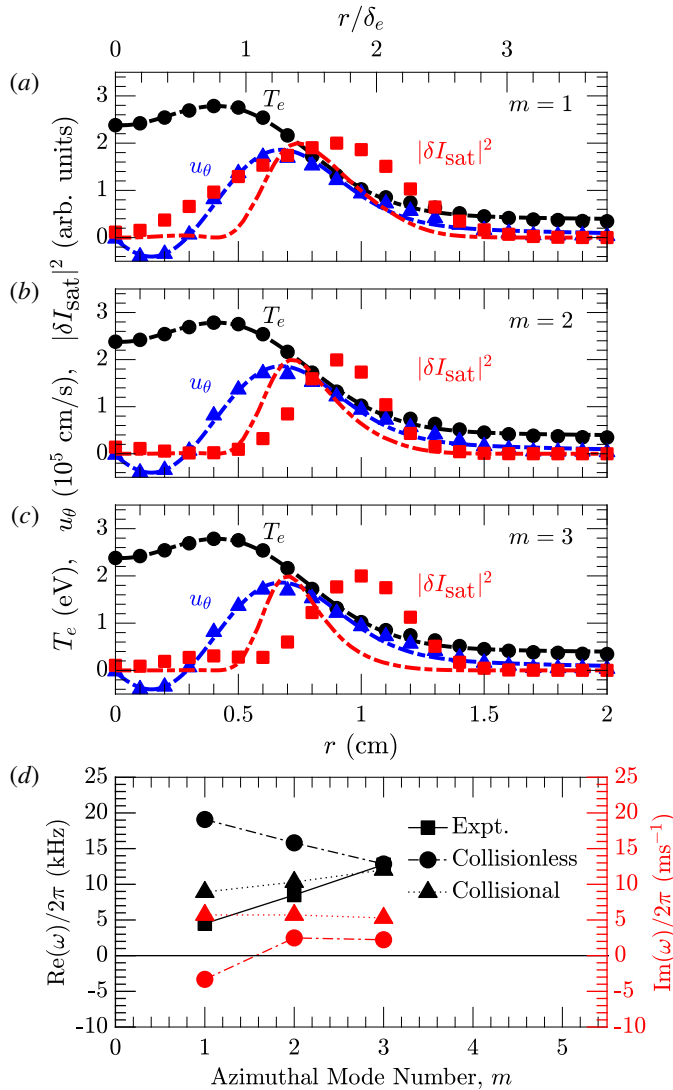 r/δe
0 1 2 3
(a)
3
2
1
0
Te
uθ
m = 1
|δIsat|²
(b)
3
2
1
0
Te
uθ
m = 2
|δIsat|²
(c)
3
2
1
0
Te
uθ
m = 3
|δIsat|²
Te (eV), uθ (10⁵ cm/s), |δIsat|² (arb. units)
0 0.5 1 1.5 2
r (cm)
(d)
25
20
15
10
5
0
-5
-10
Re(ω)/2π (kHz)
Expt.
Collisionless
Collisional
25
20
15
10
5
0
-5
-10
Im(ω)/2π (ms⁻¹)
0 1 2 3 4 5
Azimuthal Mode Number, m